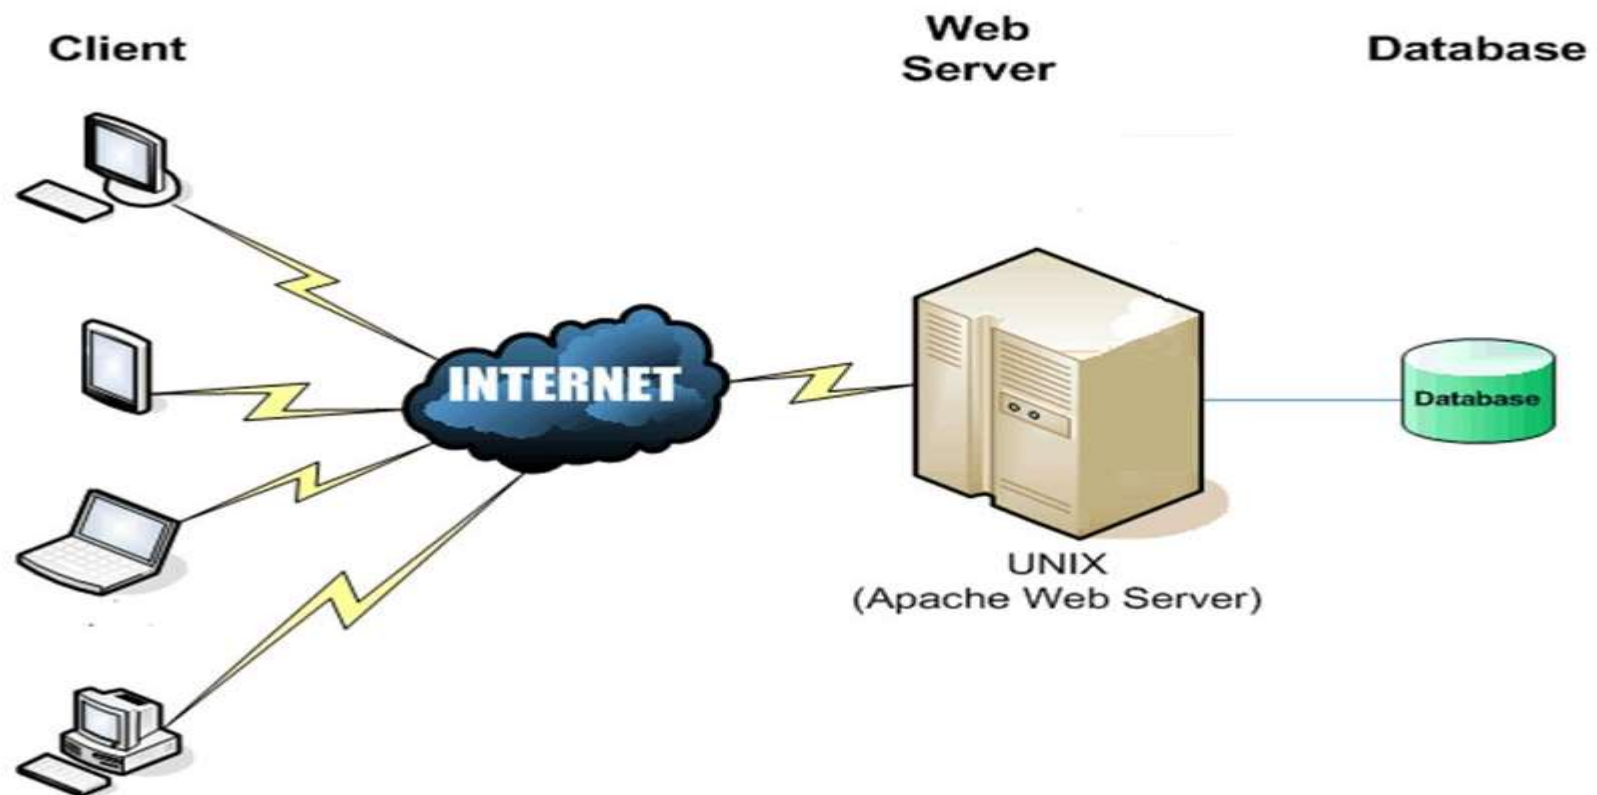 Client
Web
Server
Database
INTERNET
Database
UNIX
(Apache Web Server)